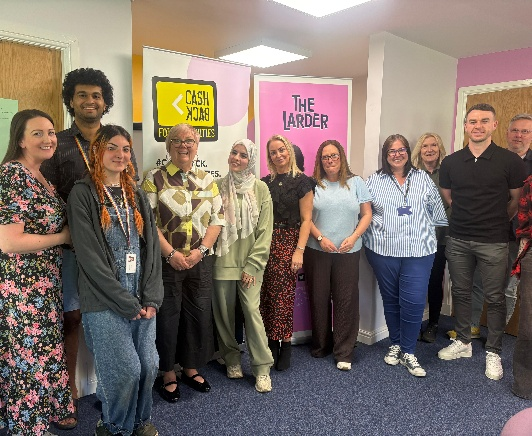 CASH
BACK
FOR COMMUNITIES
THE
LARDER